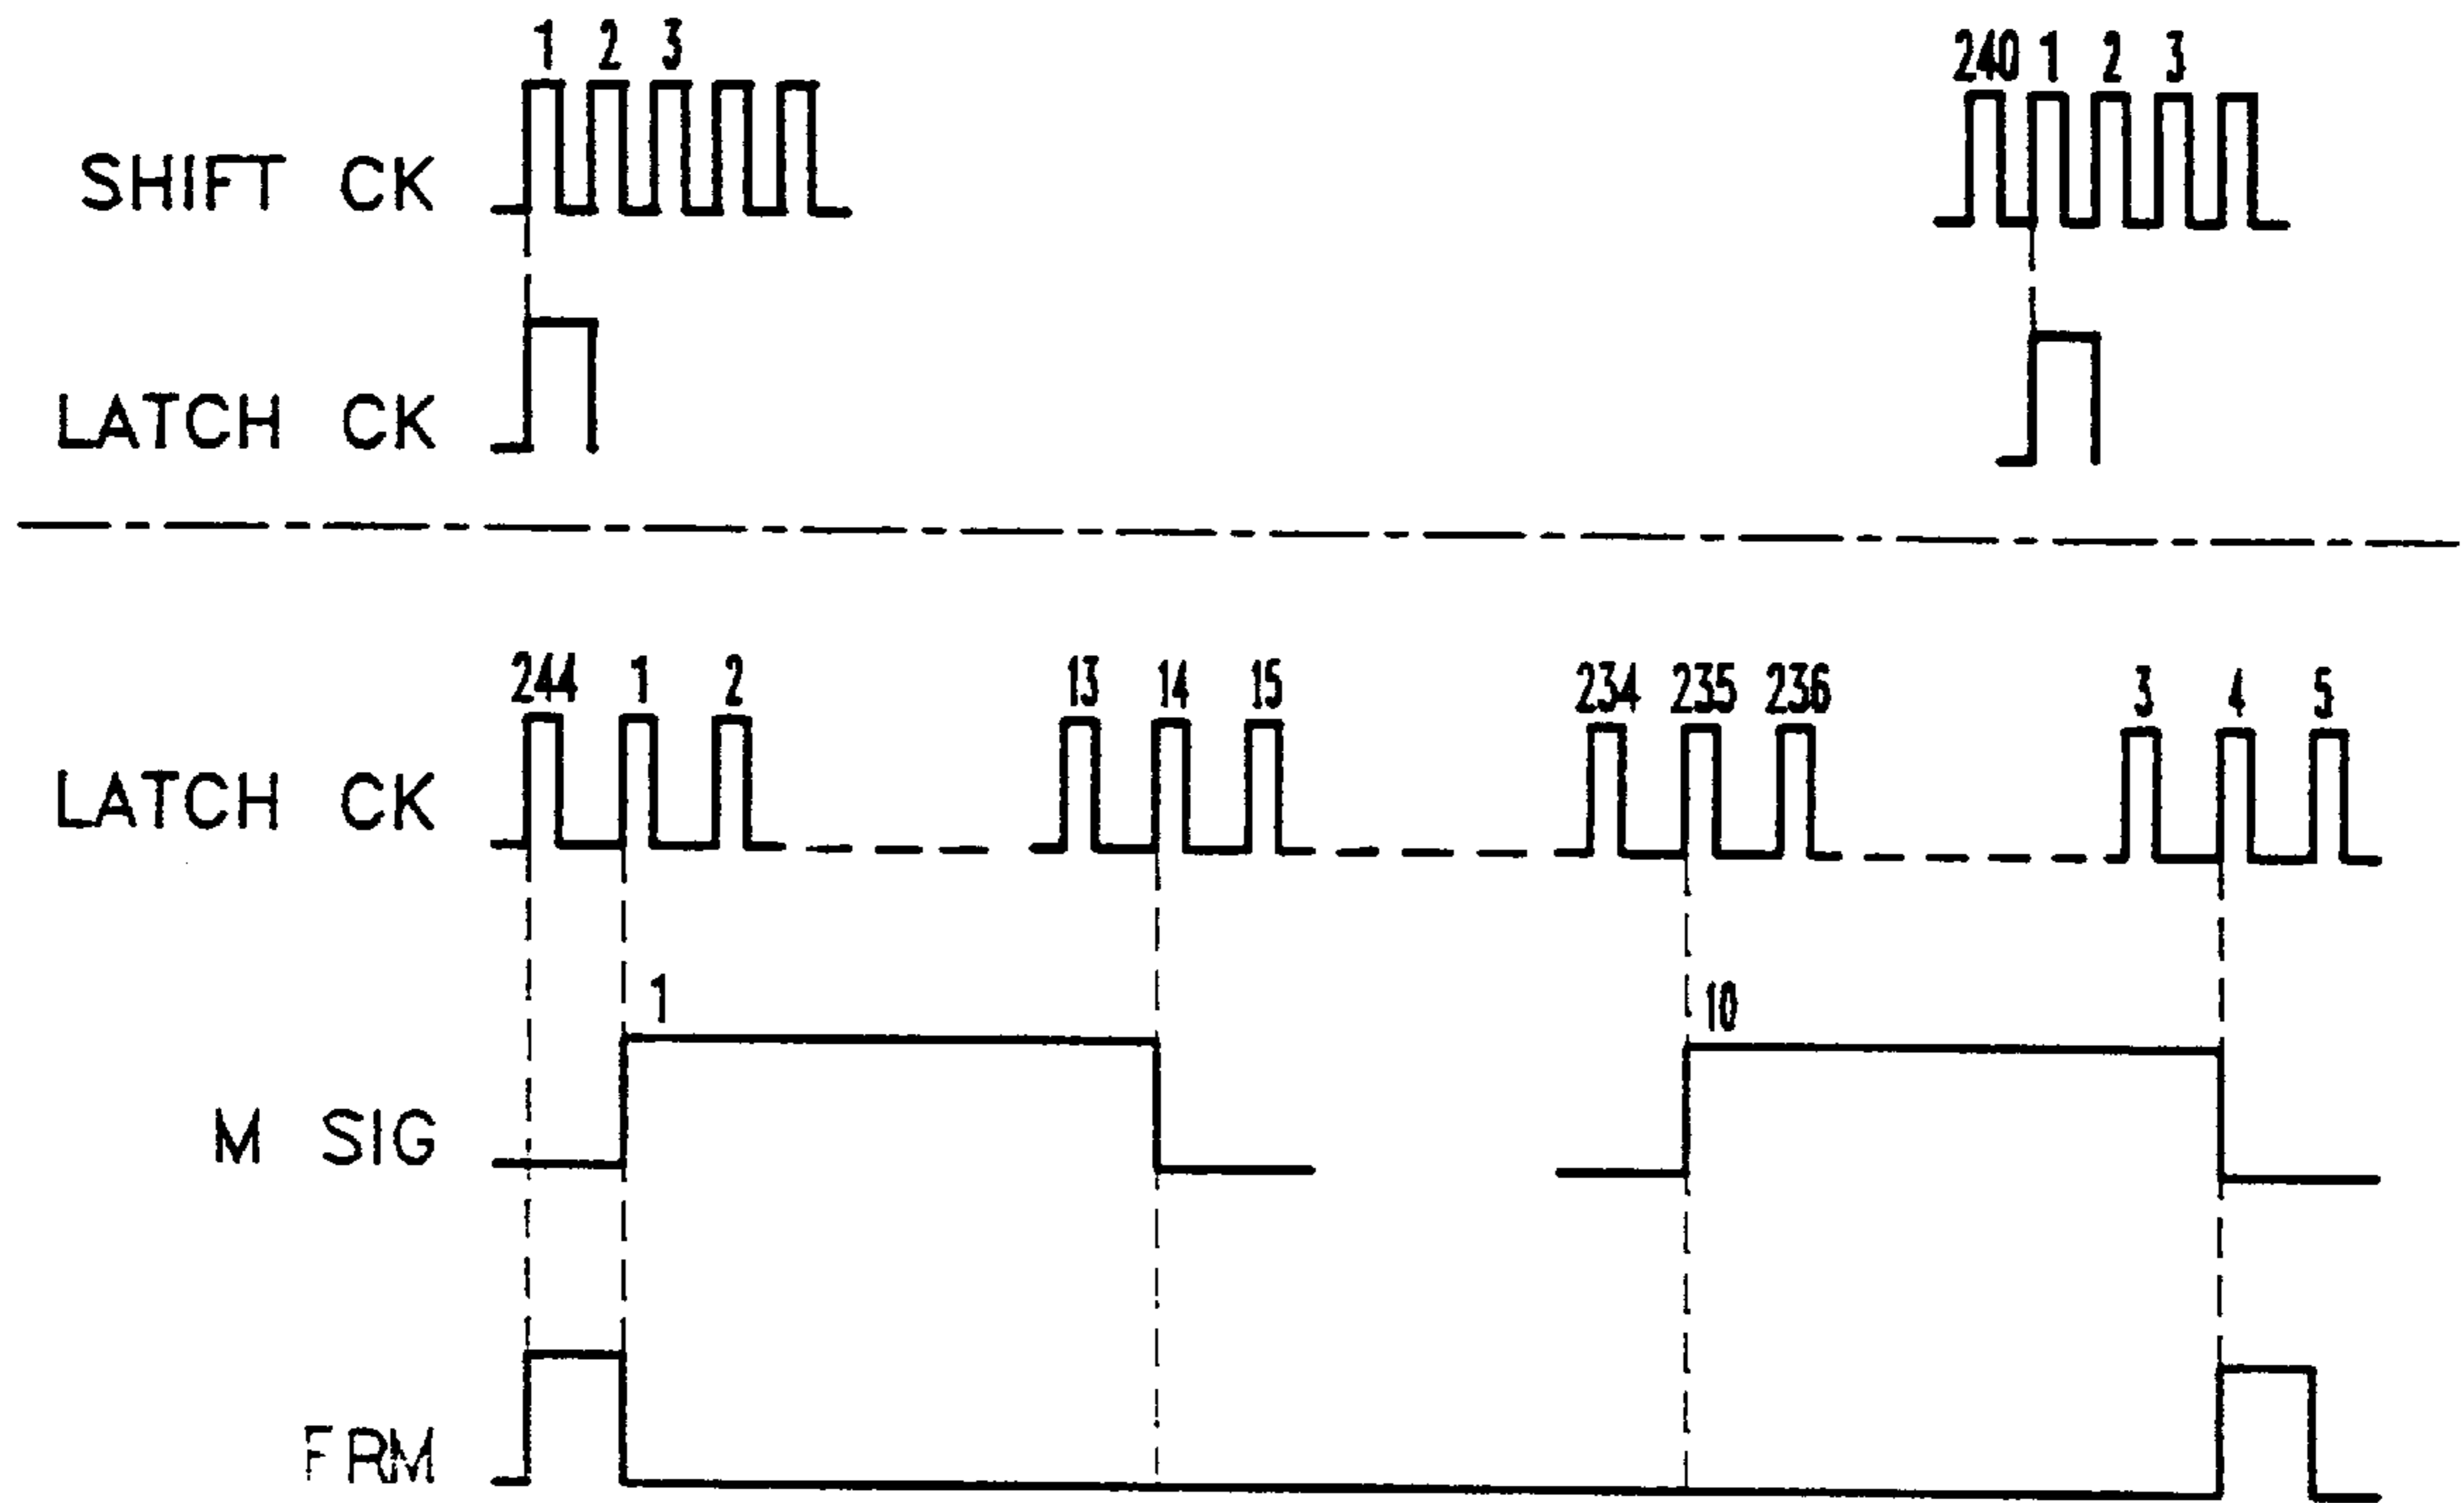 1 2 3 240 1 2 3
SHIFT CK
LATCH CK
244 1 2 13 14 15 234 235 236 3 4 5
LATCH CK
1 10
M SIG
FRM